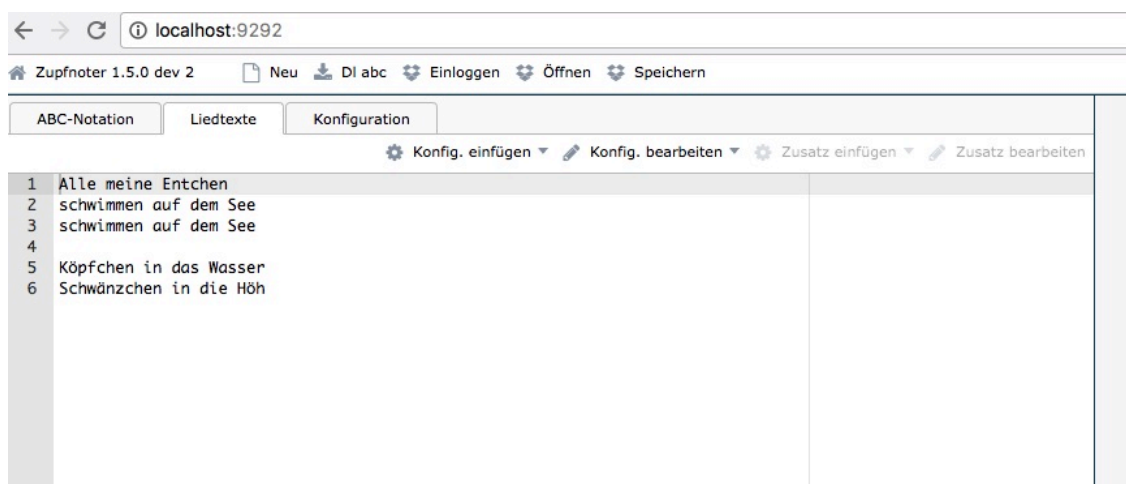 localhost:9292
Zupfnoter 1.5.0 dev 2 Neu Dl abc Einloggen Öffnen Speichern
ABC-Notation Liedtexte Konfiguration
Konfig. einfügen Konfig. bearbeiten Zusatz einfügen Zusatz bearbeiten
1 Alle meine Entchen
2 schwimmen auf dem See
3 schwimmen auf dem See
4
5 Köpfchen in das Wasser
6 Schwänzchen in die Höh